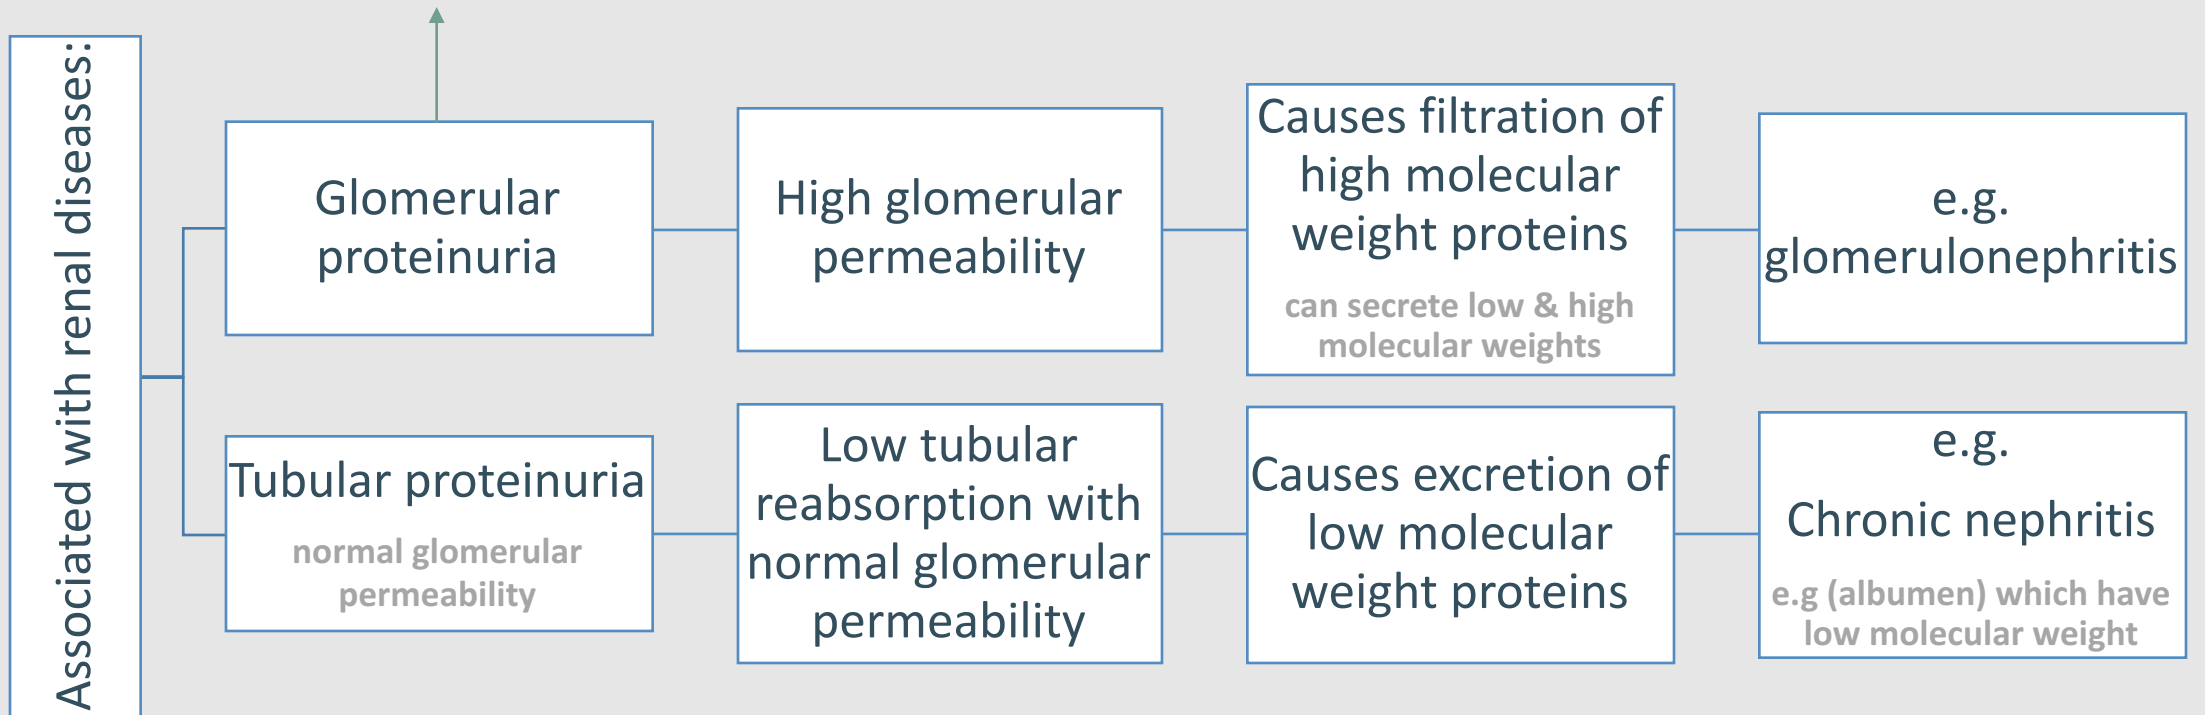 Associated with renal diseases:
Glomerular
proteinuria
High glomerular
permeability
Causes filtration of
high molecular
weight proteins
can secrete low & high
molecular weights
e.g.
glomerulonephritis
Tubular proteinuria
normal glomerular
permeability
Low tubular
reabsorption with
normal glomerular
permeability
Causes excretion of
low molecular
weight proteins
e.g.
Chronic nephritis
e.g (albumen) which have
low molecular weight